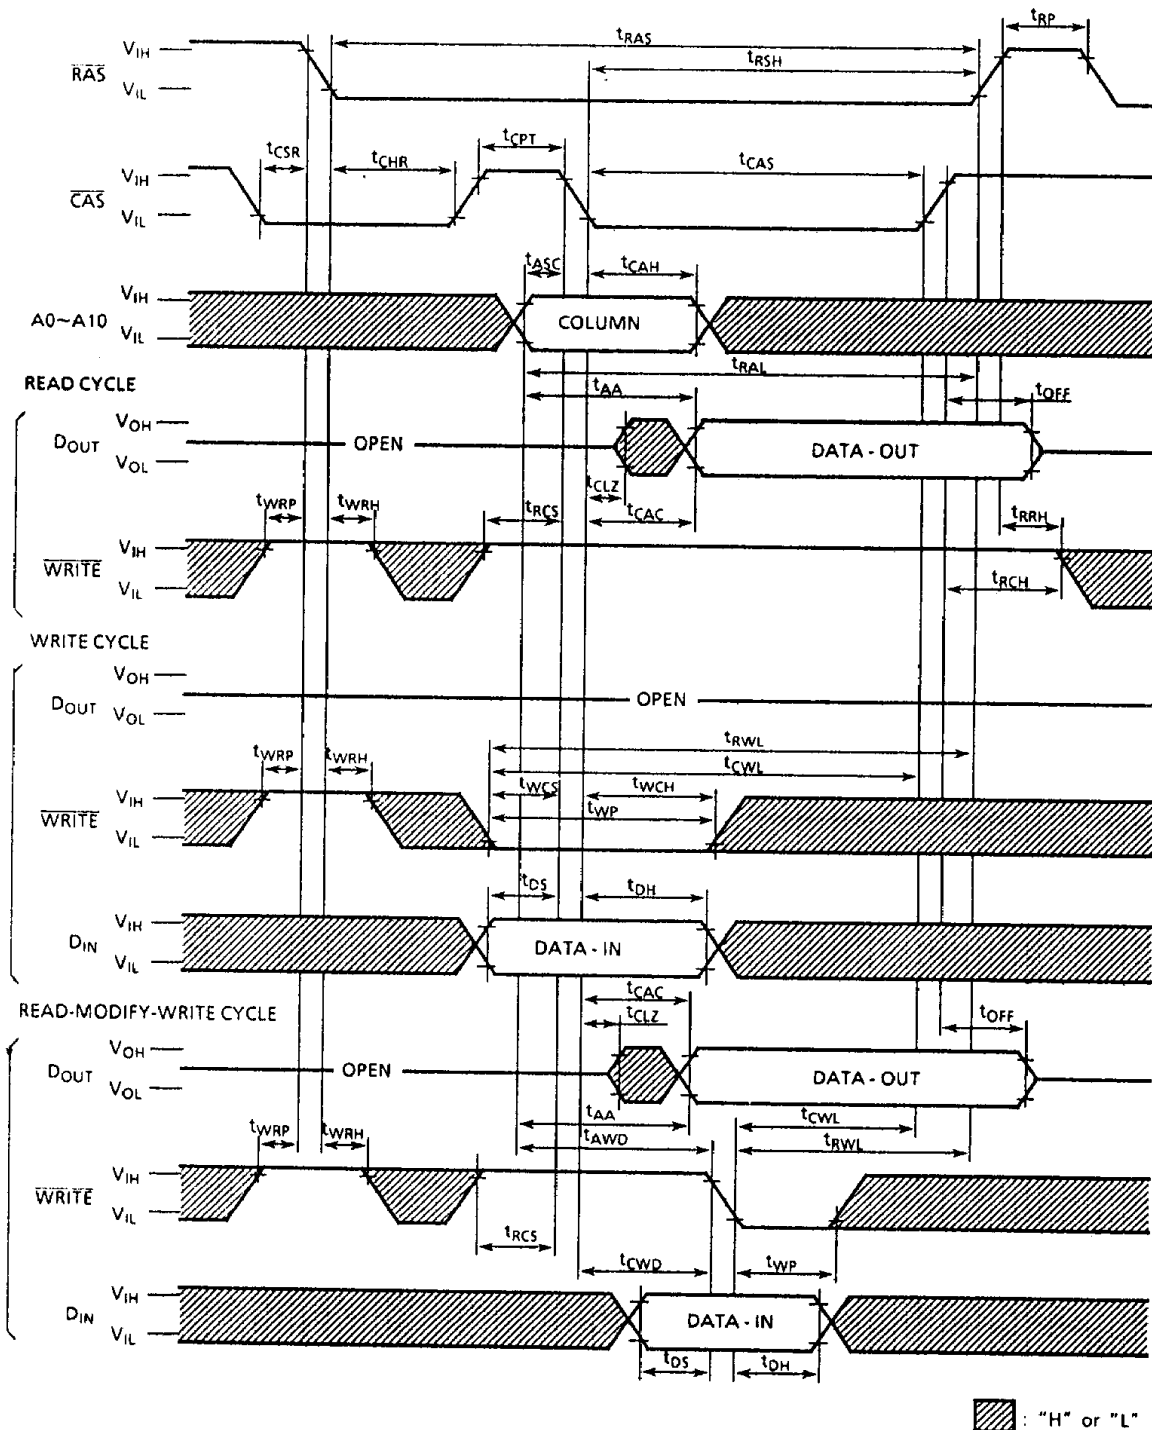 tRP
tRAS
VIH
RAS
tRSH
VIL
tCPT
tCSR
tCHR
tCAS
VIH
CAS
VIL
tASC
tCAH
VIH
A0~A10
COLUMN
VIL
tRAL
READ CYCLE
tAA
tOFF
VOH
DOUT
OPEN
DATA - OUT
VOL
tCLZ
tWRP
tWRH
tRCS
tCAC
tRRH
VIH
WRITE
VIL
tRCH
WRITE CYCLE
VOH
DOUT
OPEN
VOL
tRWL
tWRP
tWRH
tCWL
tWCS
tWCH
VIH
WRITE
tWP
VIL
tDS
tDH
VIH
DIN
DATA - IN
VIL
tCAC
READ-MODIFY-WRITE CYCLE
tCLZ
tOFF
VOH
DOUT
OPEN
DATA - OUT
VOL
tAA
tCWL
tWRP
tWRH
tAWD
tRWL
VIH
WRITE
VIL
tRCS
tCWD
tWP
VIH
DIN
DATA - IN
VIL
tDS
tDH
: "H" or "L"